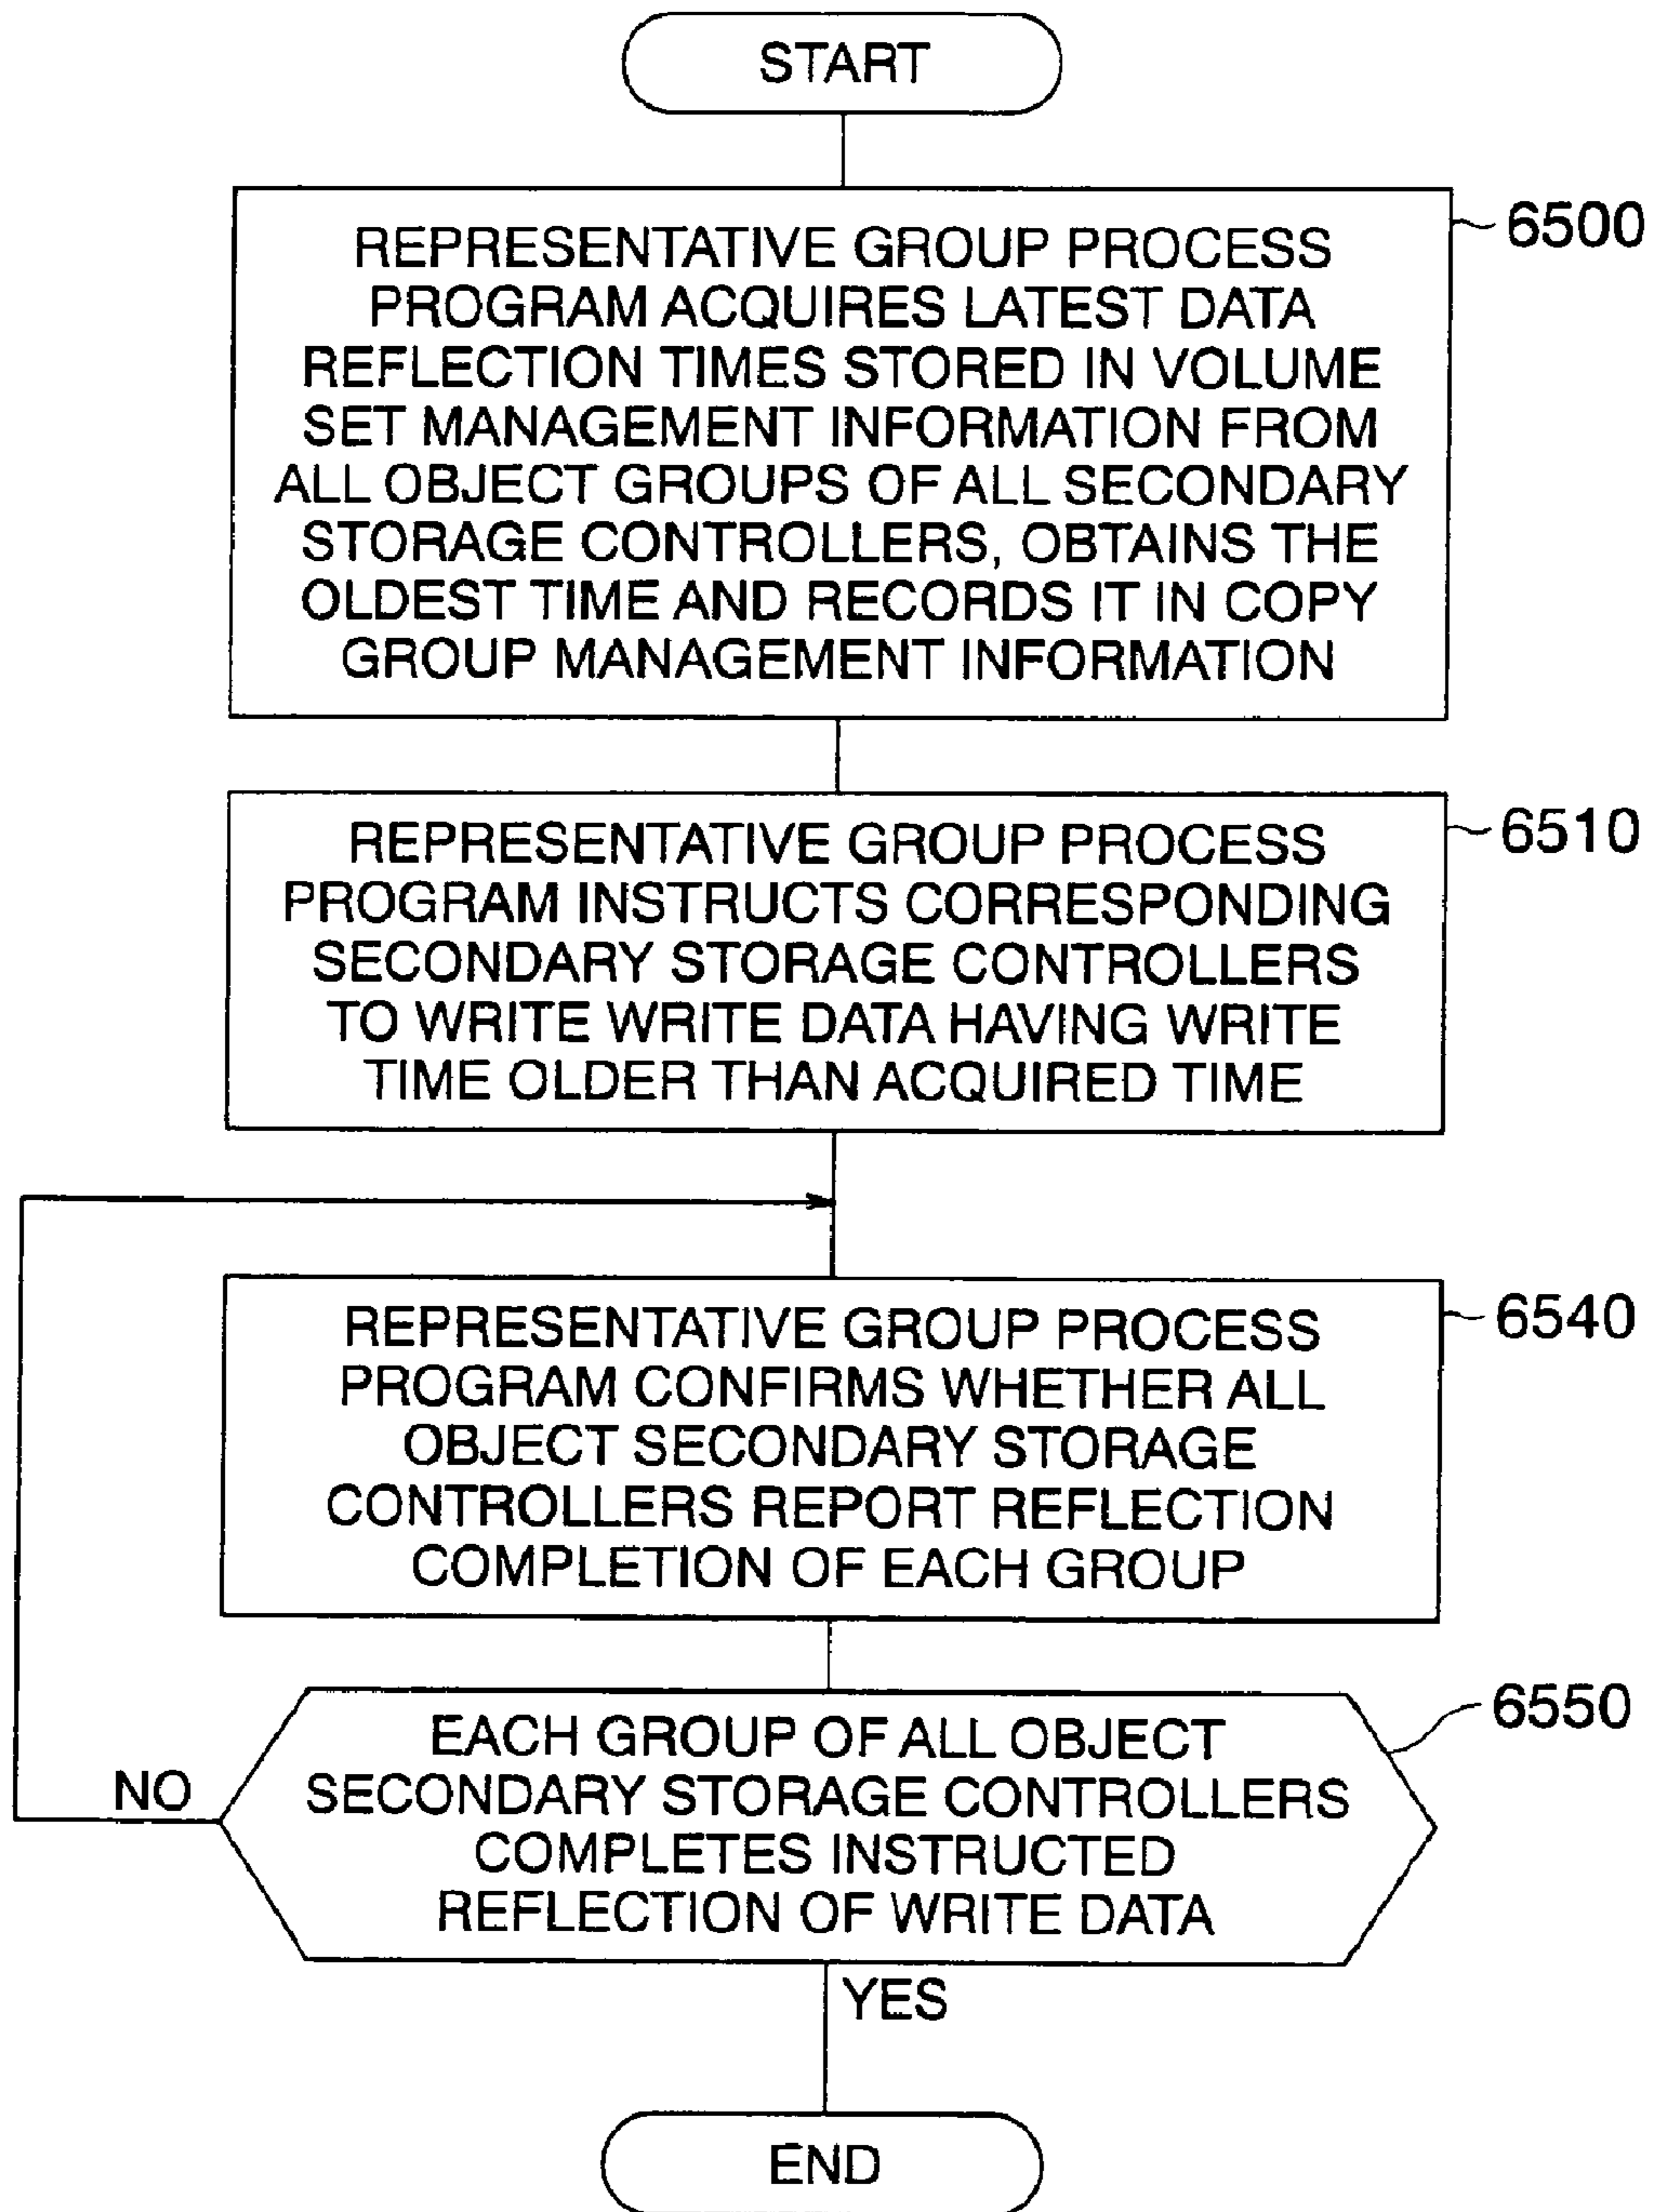 START
REPRESENTATIVE GROUP PROCESS
PROGRAM ACQUIRES LATEST DATA
REFLECTION TIMES STORED IN VOLUME
SET MANAGEMENT INFORMATION FROM
ALL OBJECT GROUPS OF ALL SECONDARY
STORAGE CONTROLLERS, OBTAINS THE
OLDEST TIME AND RECORDS IT IN COPY
GROUP MANAGEMENT INFORMATION
6500
REPRESENTATIVE GROUP PROCESS
PROGRAM INSTRUCTS CORRESPONDING
SECONDARY STORAGE CONTROLLERS
TO WRITE WRITE DATA HAVING WRITE
TIME OLDER THAN ACQUIRED TIME
6510
REPRESENTATIVE GROUP PROCESS
PROGRAM CONFIRMS WHETHER ALL
OBJECT SECONDARY STORAGE
CONTROLLERS REPORT REFLECTION
COMPLETION OF EACH GROUP
6540
EACH GROUP OF ALL OBJECT
SECONDARY STORAGE CONTROLLERS
COMPLETES INSTRUCTED
REFLECTION OF WRITE DATA
6550
NO
YES
END